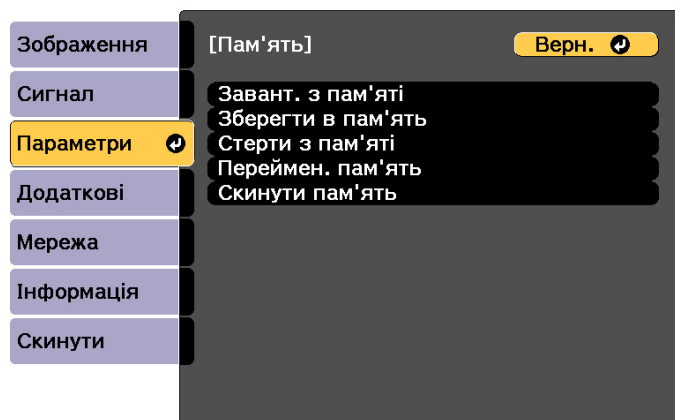 Зображення
Сигнал
Параметри
Додаткові
Мережа
Інформація
Скинути
[Пам'ять]
Верн.
Завант. з пам'яті
Зберегти в пам'ять
Стерти з пам'яті
Переймен. пам'ять
Скинути пам'ять